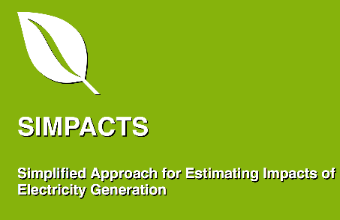 SIMPACTS
Simplified Approach for Estimating Impacts of
Electricity Generation